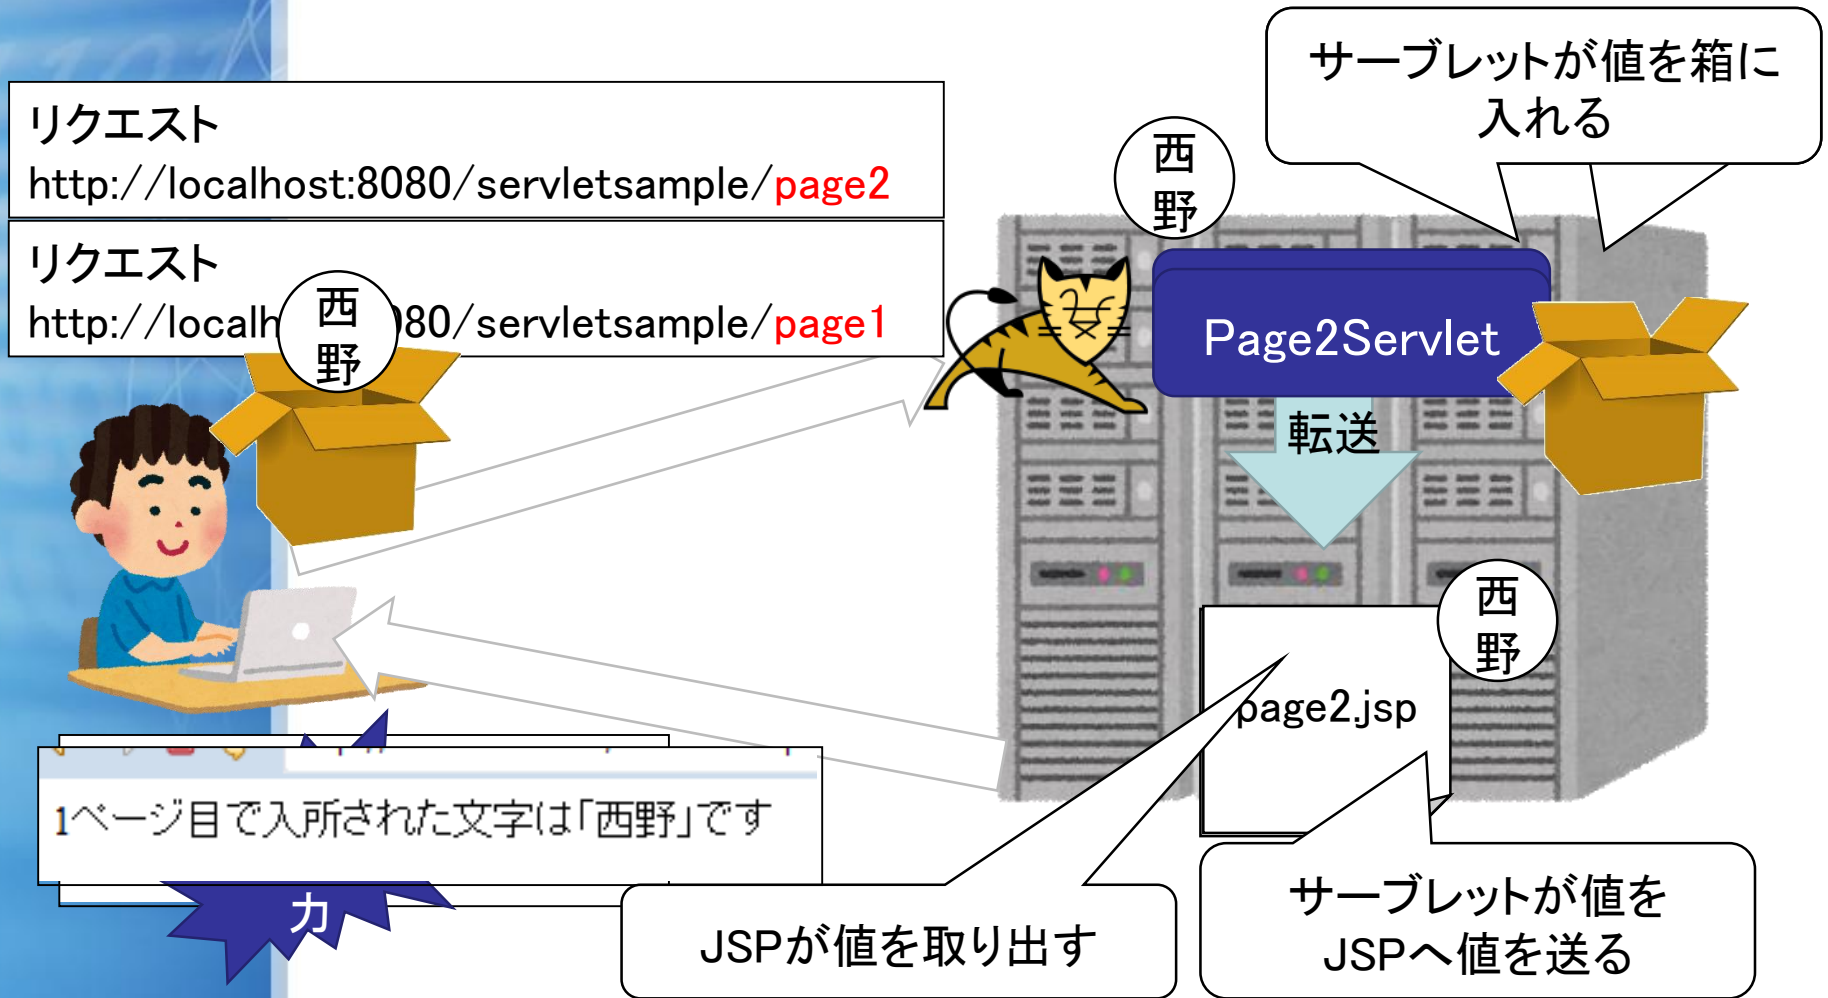 サーブレットが値を箱に
入れる
リクエスト
http://localhost:8080/servletsample/page2
西
野
リクエスト
http://localh 80/servletsample/page1
西
野
Page2Servlet
転送
西
野
page2.jsp
1ページ目で入所された文字は「西野」です
力
JSPが値を取り出す
サーブレットが値を
JSPへ値を送る